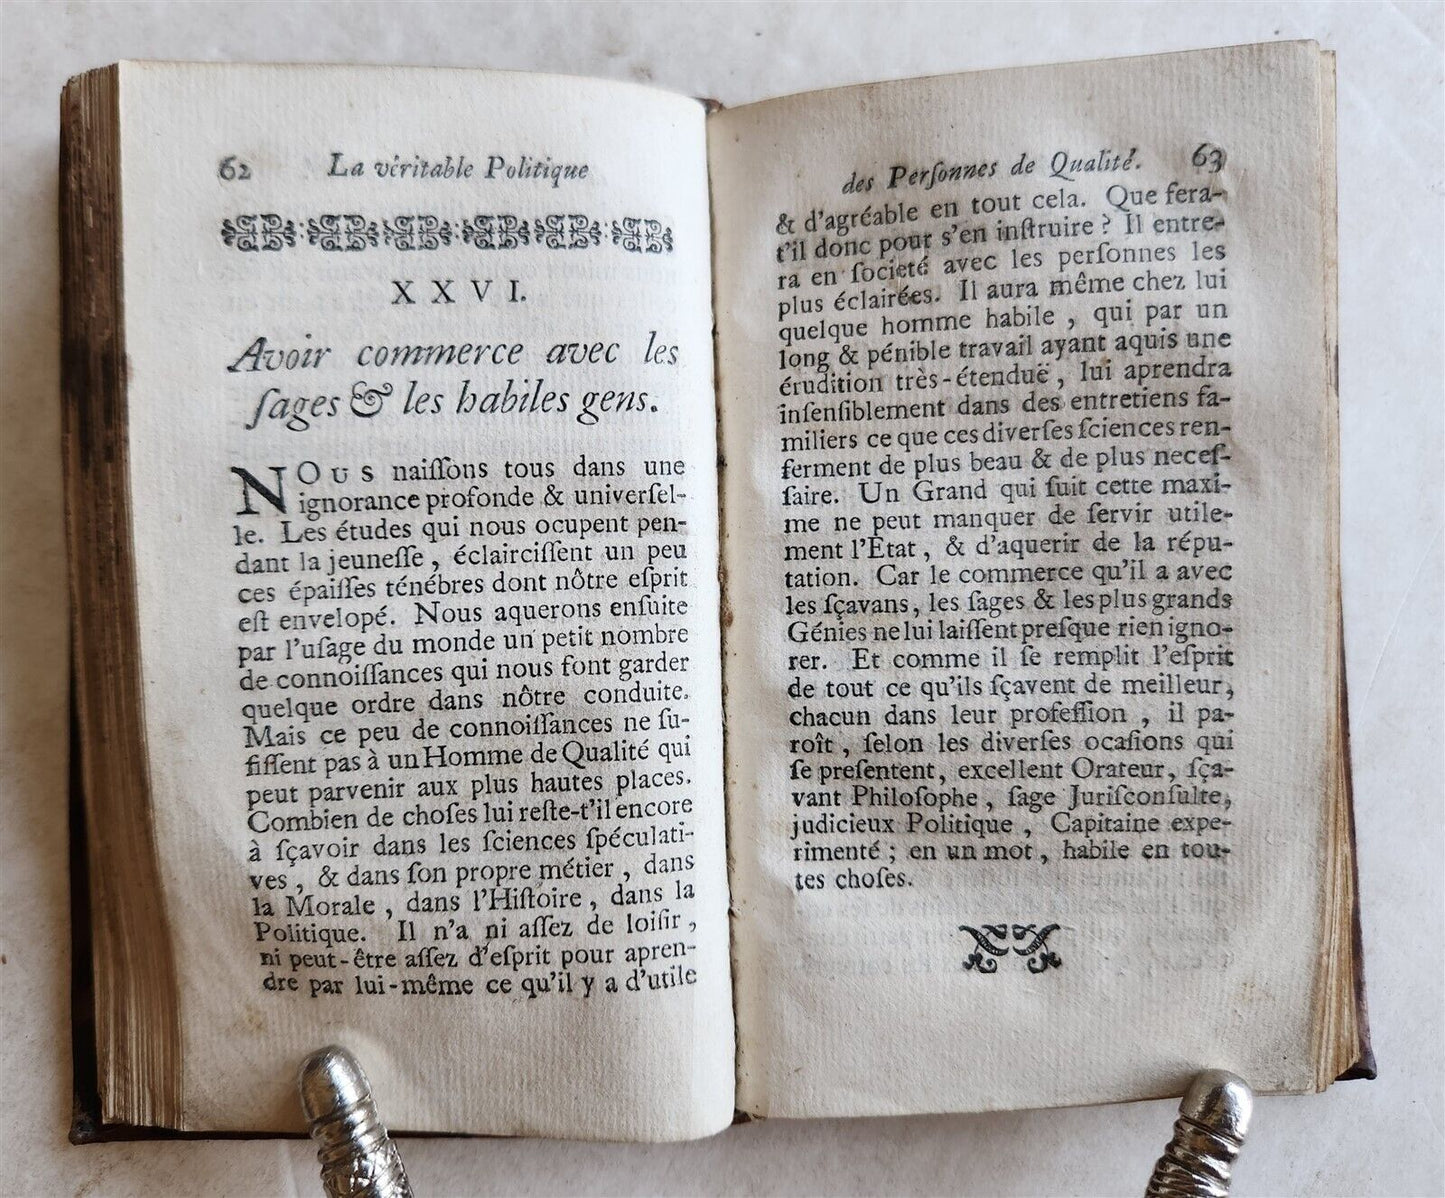 62 La véritable Politique
XXVI.
Avoir commerce avec les
ſages & les habiles gens.
NOUS naiſſons tous dans une
ignorance profonde & univerſel-
le. Les études qui nous ocupent pen-
dant la jeuneſſe, éclairciſſent un peu
ces épaiſſes ténébres dont nôtre eſprit
eſt envelopé. Nous aquerons enſuite
par l'uſage du monde un petit nombre
de connoiſſances qui nous font garder
quelque ordre dans nôtre conduite.
Mais ce peu de connoiſſances ne ſu-
fiſſent pas à un Homme de Qualité qui
peut parvenir aux plus hautes places.
Combien de choſes lui reſte-t'il encore
à ſçavoir dans les ſciences ſpéculati-
ves, & dans ſon propre métier, dans
la Morale, dans l'Hiſtoire, dans la
Politique. Il n'a ni aſſez de loiſir,
ni peut-être aſſez d'eſprit pour apren-
dre par lui-même ce qu'il y a d'utile
des Perſonnes de Qualité. 63
& d'agréable en tout cela. Que fera-
t'il donc pour s'en inſtruire? Il entre-
ra en ſocieté avec les perſonnes les
plus éclairées. Il aura même chez lui
quelque homme habile, qui par un
long & pénible travail ayant aquis une
érudition très-étenduë, lui aprendra
inſenſiblement dans des entretiens fa-
miliers ce que ces diverſes ſciences ren-
ferment de plus beau & de plus neceſ-
ſaire. Un Grand qui ſuit cette maxi-
me ne peut manquer de ſervir utile-
ment l'Etat, & d'aquerir de la répu-
tation. Car le commerce qu'il a avec
les ſçavans, les ſages & les plus grands
Génies ne lui laiſſent preſque rien igno-
rer. Et comme il ſe remplit l'eſprit
de tout ce qu'ils ſçavent de meilleur,
chacun dans leur profeſſion, il pa-
roît, ſelon les diverſes ocaſions qui
ſe preſentent, excellent Orateur, ſça-
vant Philoſophe, ſage Juriſconſulte,
judicieux Politique, Capitaine expe-
rimenté; en un mot, habile en tou-
tes choſes.